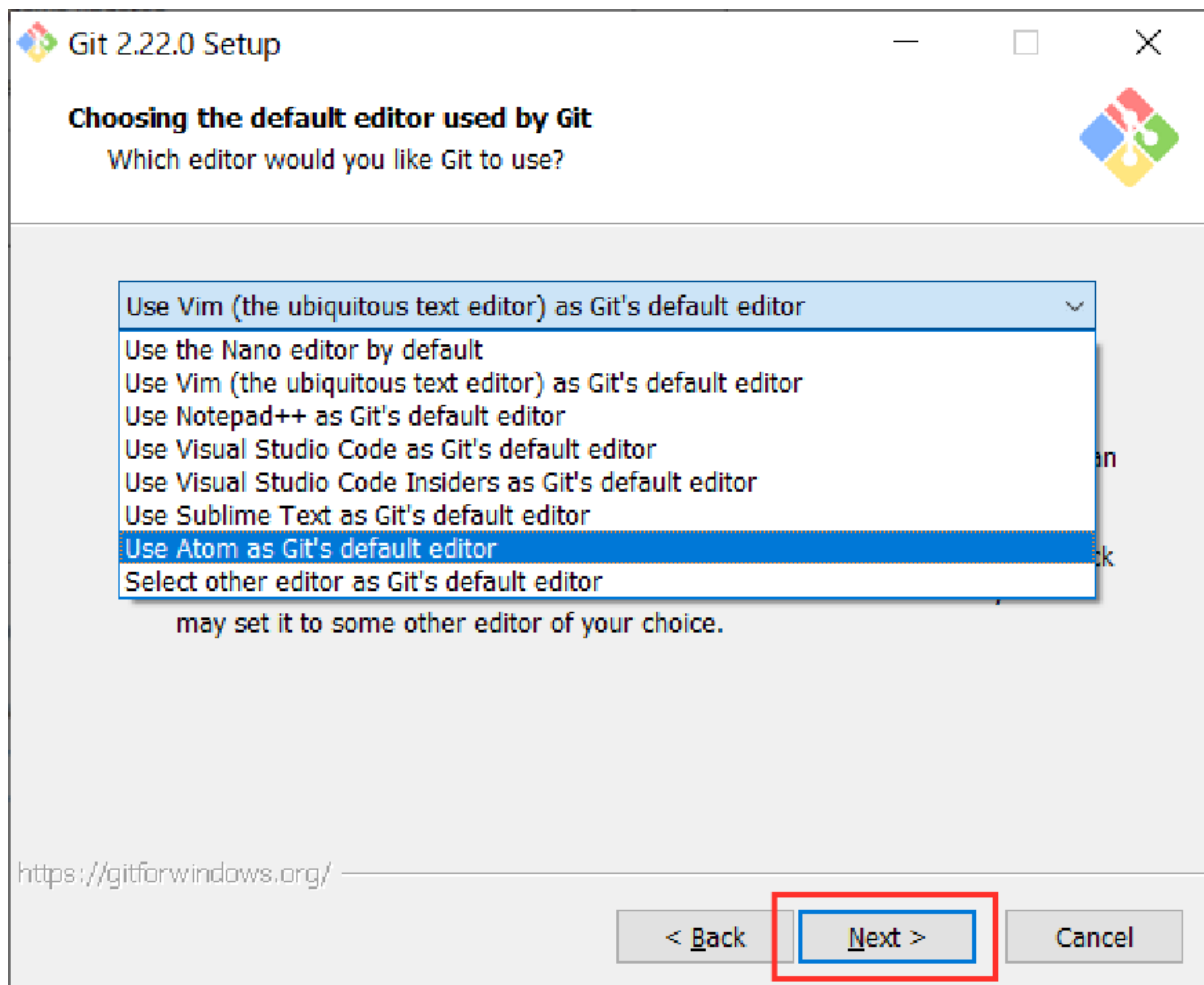 Git 2.22.0 Setup
Choosing the default editor used by Git
Which editor would you like Git to use?
Use Vim (the ubiquitous text editor) as Git's default editor
Use the Nano editor by default
Use Vim (the ubiquitous text editor) as Git's default editor
Use Notepad++ as Git's default editor
Use Visual Studio Code as Git's default editor
Use Visual Studio Code Insiders as Git's default editor
Use Sublime Text as Git's default editor
Use Atom as Git's default editor
Select other editor as Git's default editor
may set it to some other editor of your choice.
https://gitforwindows.org/
< Back
Next >
Cancel